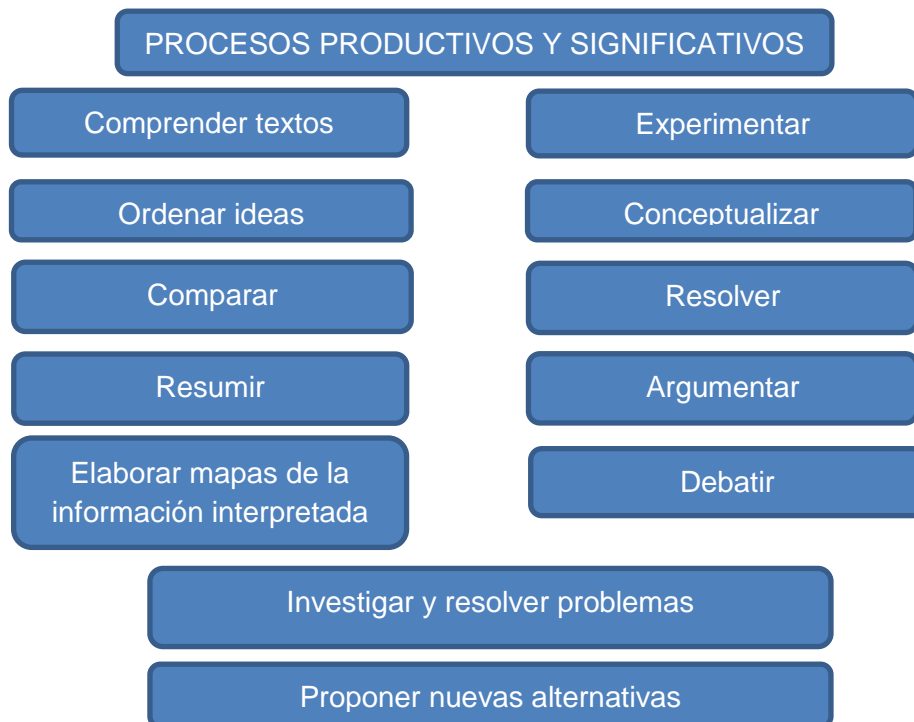 PROCESOS PRODUCTIVOS Y SIGNIFICATIVOS
Comprender textos
Experimentar
Ordenar ideas
Conceptualizar
Comparar
Resolver
Resumir
Argumentar
Elaborar mapas de la
información interpretada
Debatir
Investigar y resolver problemas
Proponer nuevas alternativas